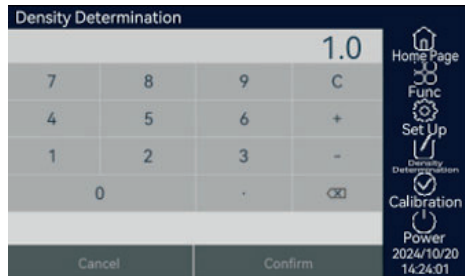 Density Determination
1.0
Home Page
7 8 9 C
Func
4 5 6 +
Set Up
1 2 3 -
Density
Determination
0 .
Calibration
Power
Cancel Confirm
2024/10/20
14:24:01